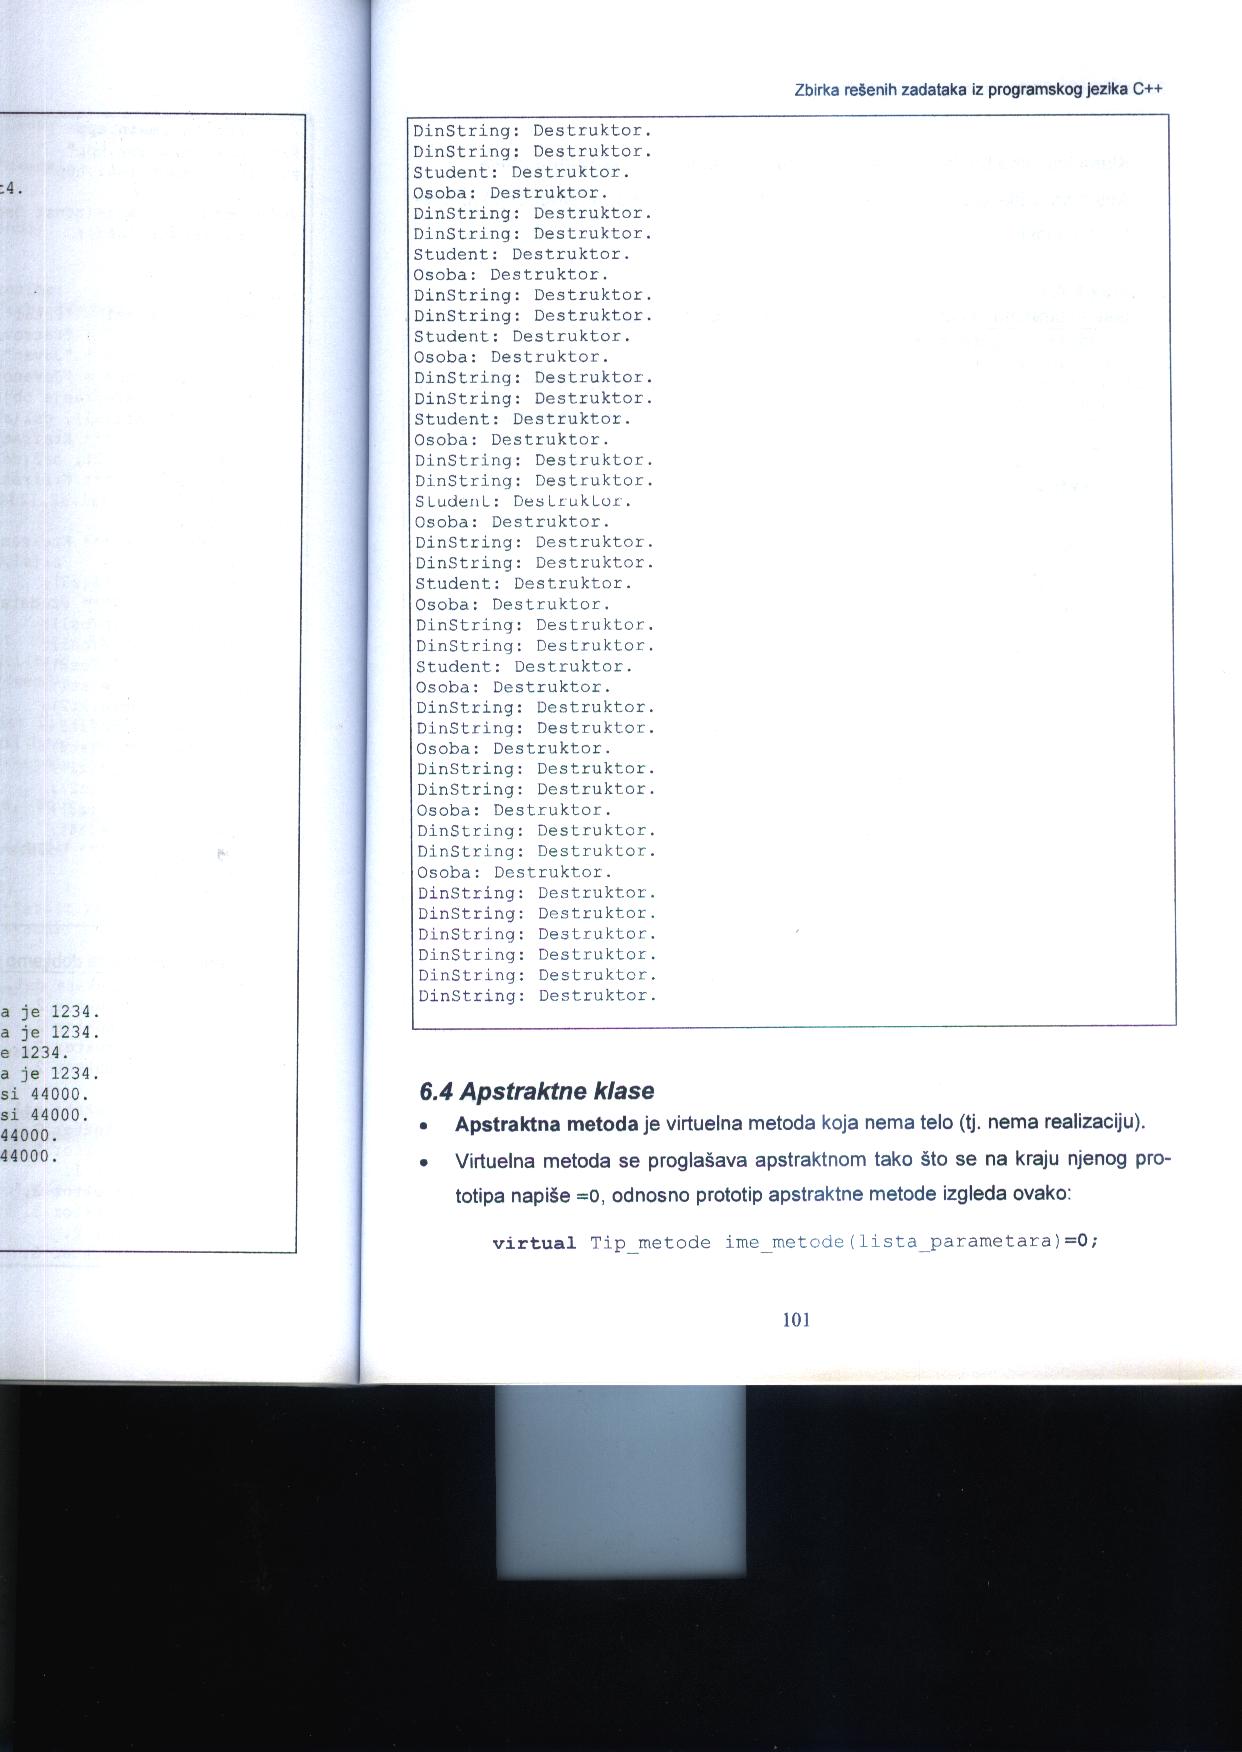 :4.
a je 1234.
a je 1234.
e 1234.
a je 1234.
si 44000.
si 44000.
44000.
44000.
Zbirka rešenih zadataka iz programskog jezika C++
DinString: Destruktor.
DinString: Destruktor.
Student: Destruktor.
Osoba: Destruktor.
DinString: Destruktor.
DinString: Destruktor.
Student: Destruktor.
Osoba: Destruktor.
DinString: Destruktor.
DinString: Destruktor.
Student: Destruktor.
Osoba: Destruktor.
DinString: Destruktor.
DinString: Destruktor.
Student: Destruktor.
Osoba: Destruktor.
DinString: Destruktor.
DinString: Destruktor.
Student: Destruktor.
Osoba: Destruktor.
DinString: Destruktor.
DinString: Destruktor.
Student: Destruktor.
Osoba: Destruktor.
DinString: Destruktor.
DinString: Destruktor.
Student: Destruktor.
Osoba: Destruktor.
DinString: Destruktor.
DinString: Destruktor.
Osoba: Destruktor.
DinString: Destruktor.
DinString: Destruktor.
Osoba: Destruktor.
DinString: Destruktor.
DinString: Destruktor.
Osoba: Destruktor.
DinString: Destruktor.
DinString: Destruktor.
DinString: Destruktor.
DinString: Destruktor.
DinString: Destruktor.
DinString: Destruktor.
6.4 Apstraktne klase
• Apstraktna metoda je virtuelna metoda koja nema telo (tj. nema realizaciju).
• Virtuelna metoda se proglašava apstraktnom tako što se na kraju njenog pro-
totipa napiše =0, odnosno prototip apstraktne metode izgleda ovako:
virtual Tip_metode ime_metode(lista_parametara)=0;
101